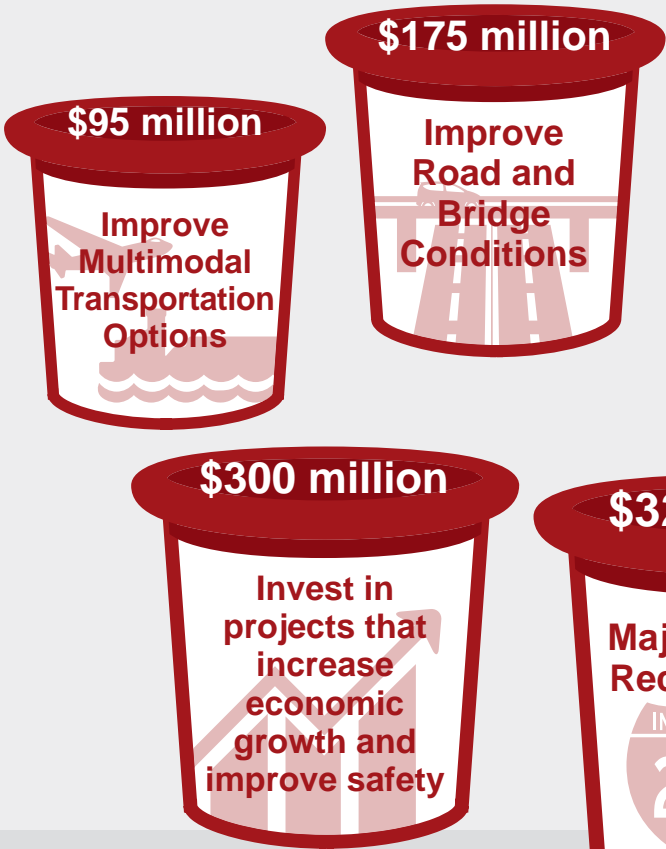 $175 million
Improve
Road and
Bridge
Conditions
$95 million
Improve
Multimodal
Transportation
Options
$300 million
Invest in
projects that
increase
economic
growth and
improve safety